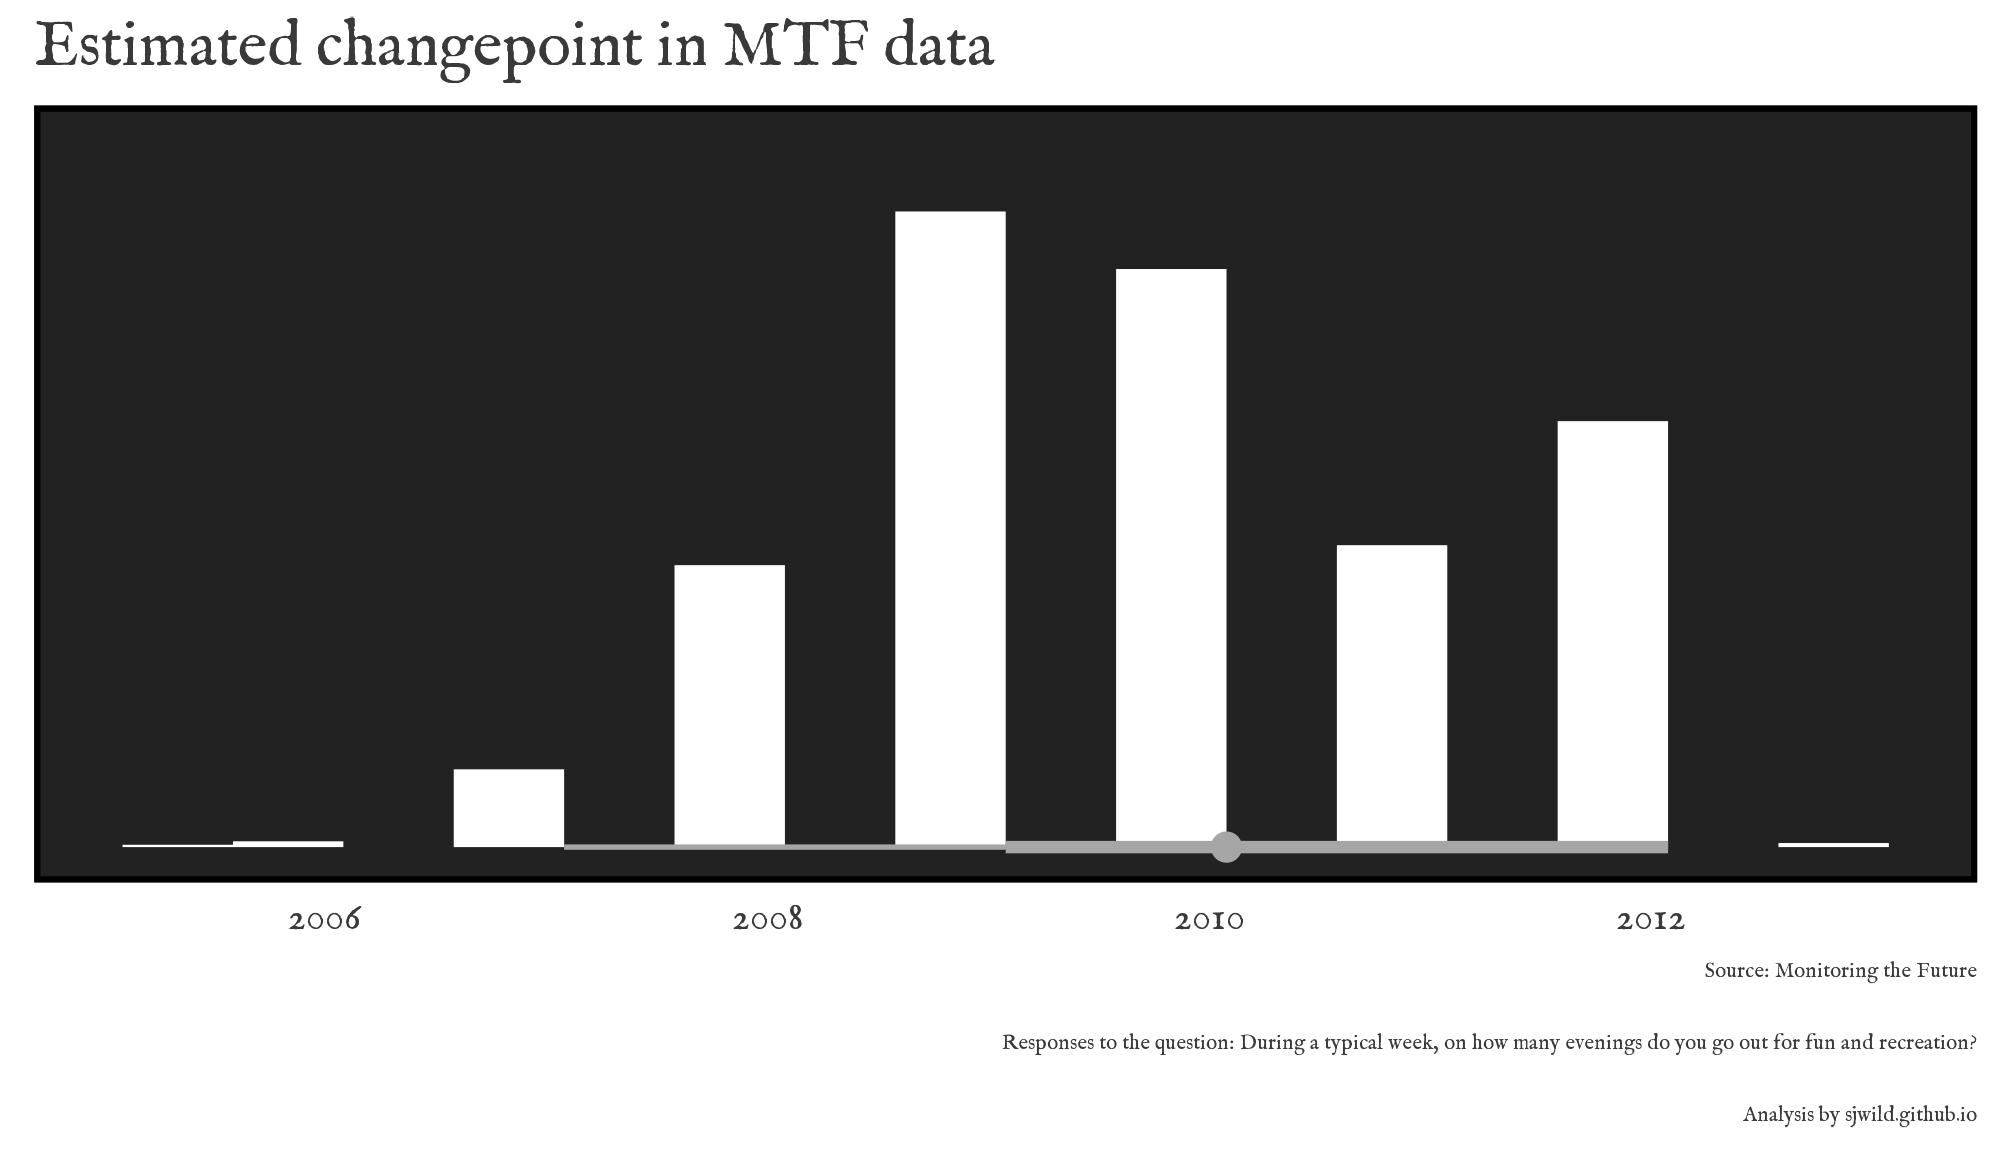 Estimated changepoint in MTF data
2006 2008 2010 2012
Source: Monitoring the Future
Responses to the question: During a typical week, on how many evenings do you go out for fun and recreation?
Analysis by sjwild.github.io